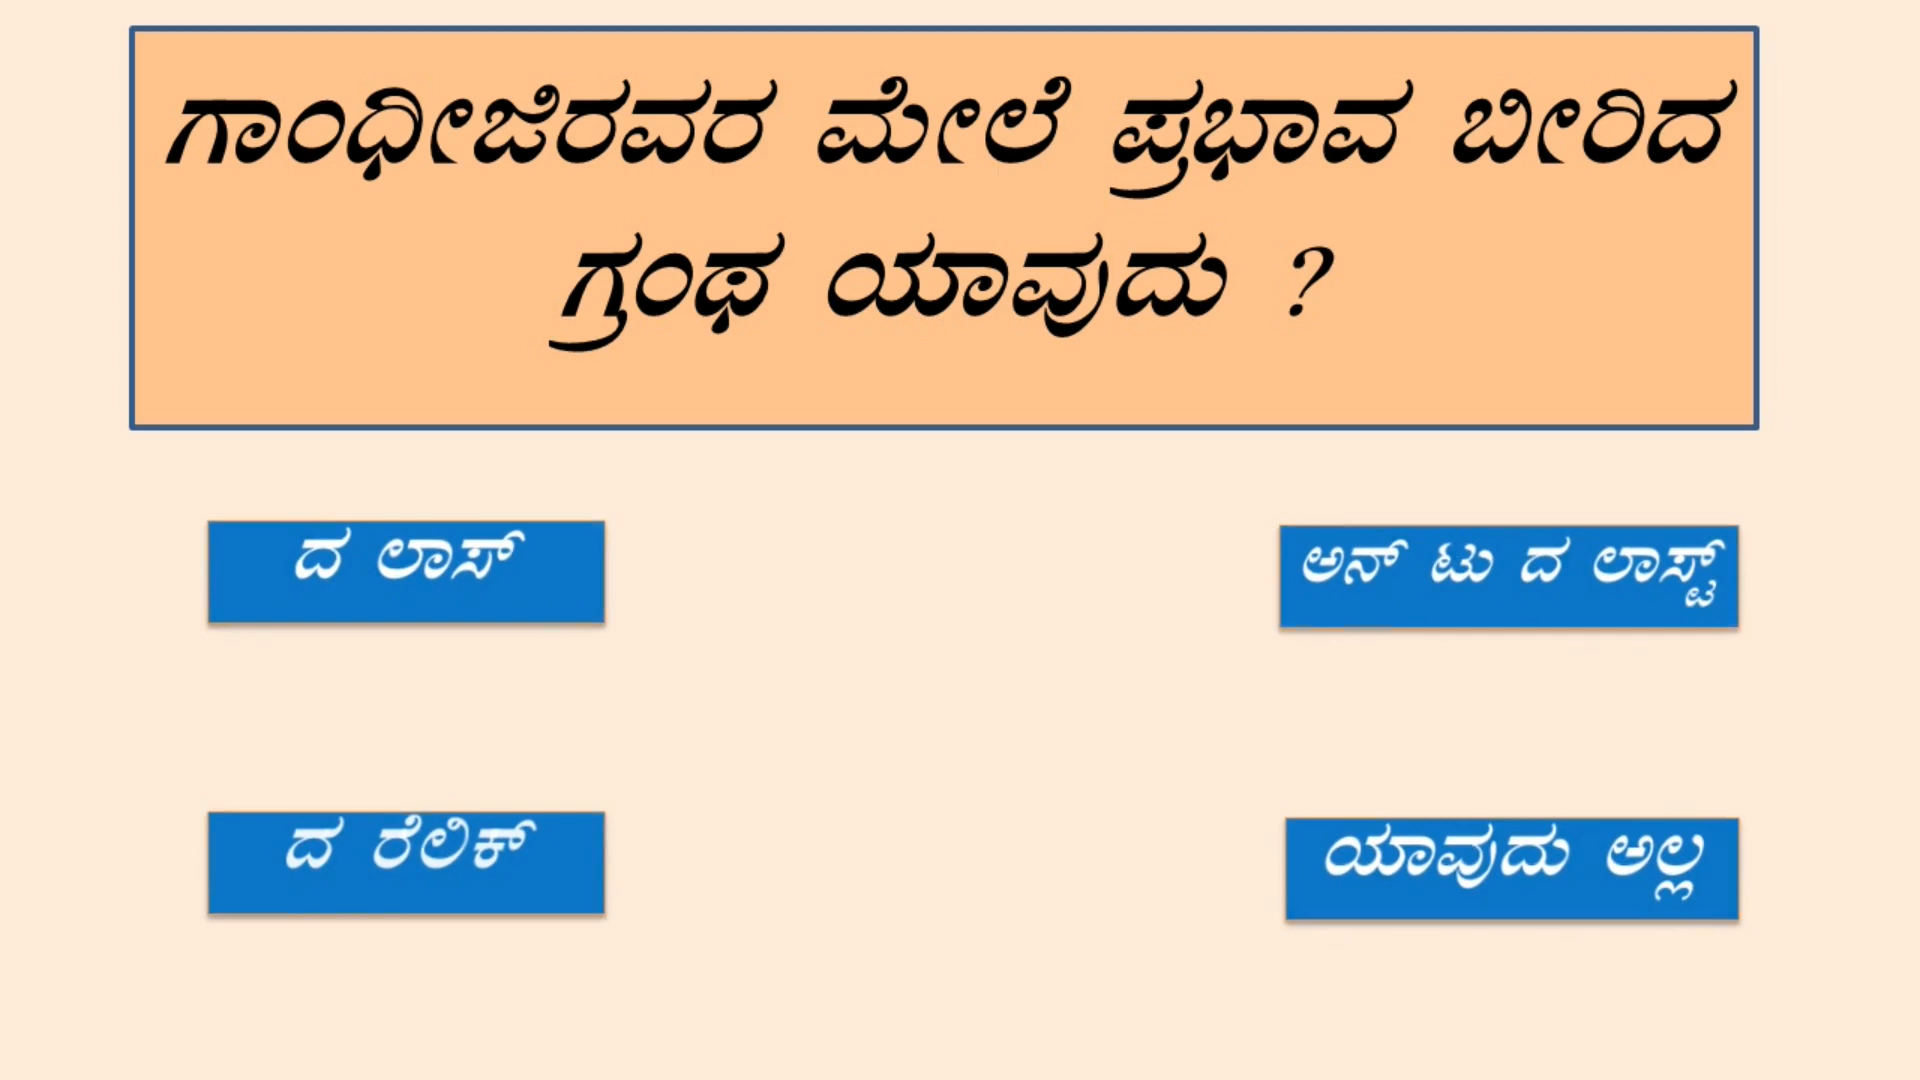 ಗಾಂಧೀಜಿರವರ ಮೇಲೆ ಪ್ರಭಾವ ಬೀರಿದ
ಗ್ರಂಥ ಯಾವುದು ?
ದ ಲಾಸ್
ಅನ್ ಟು ದ ಲಾಸ್ಟ್
ದ ರೆಲಿಕ್
ಯಾವುದು ಅಲ್ಲ